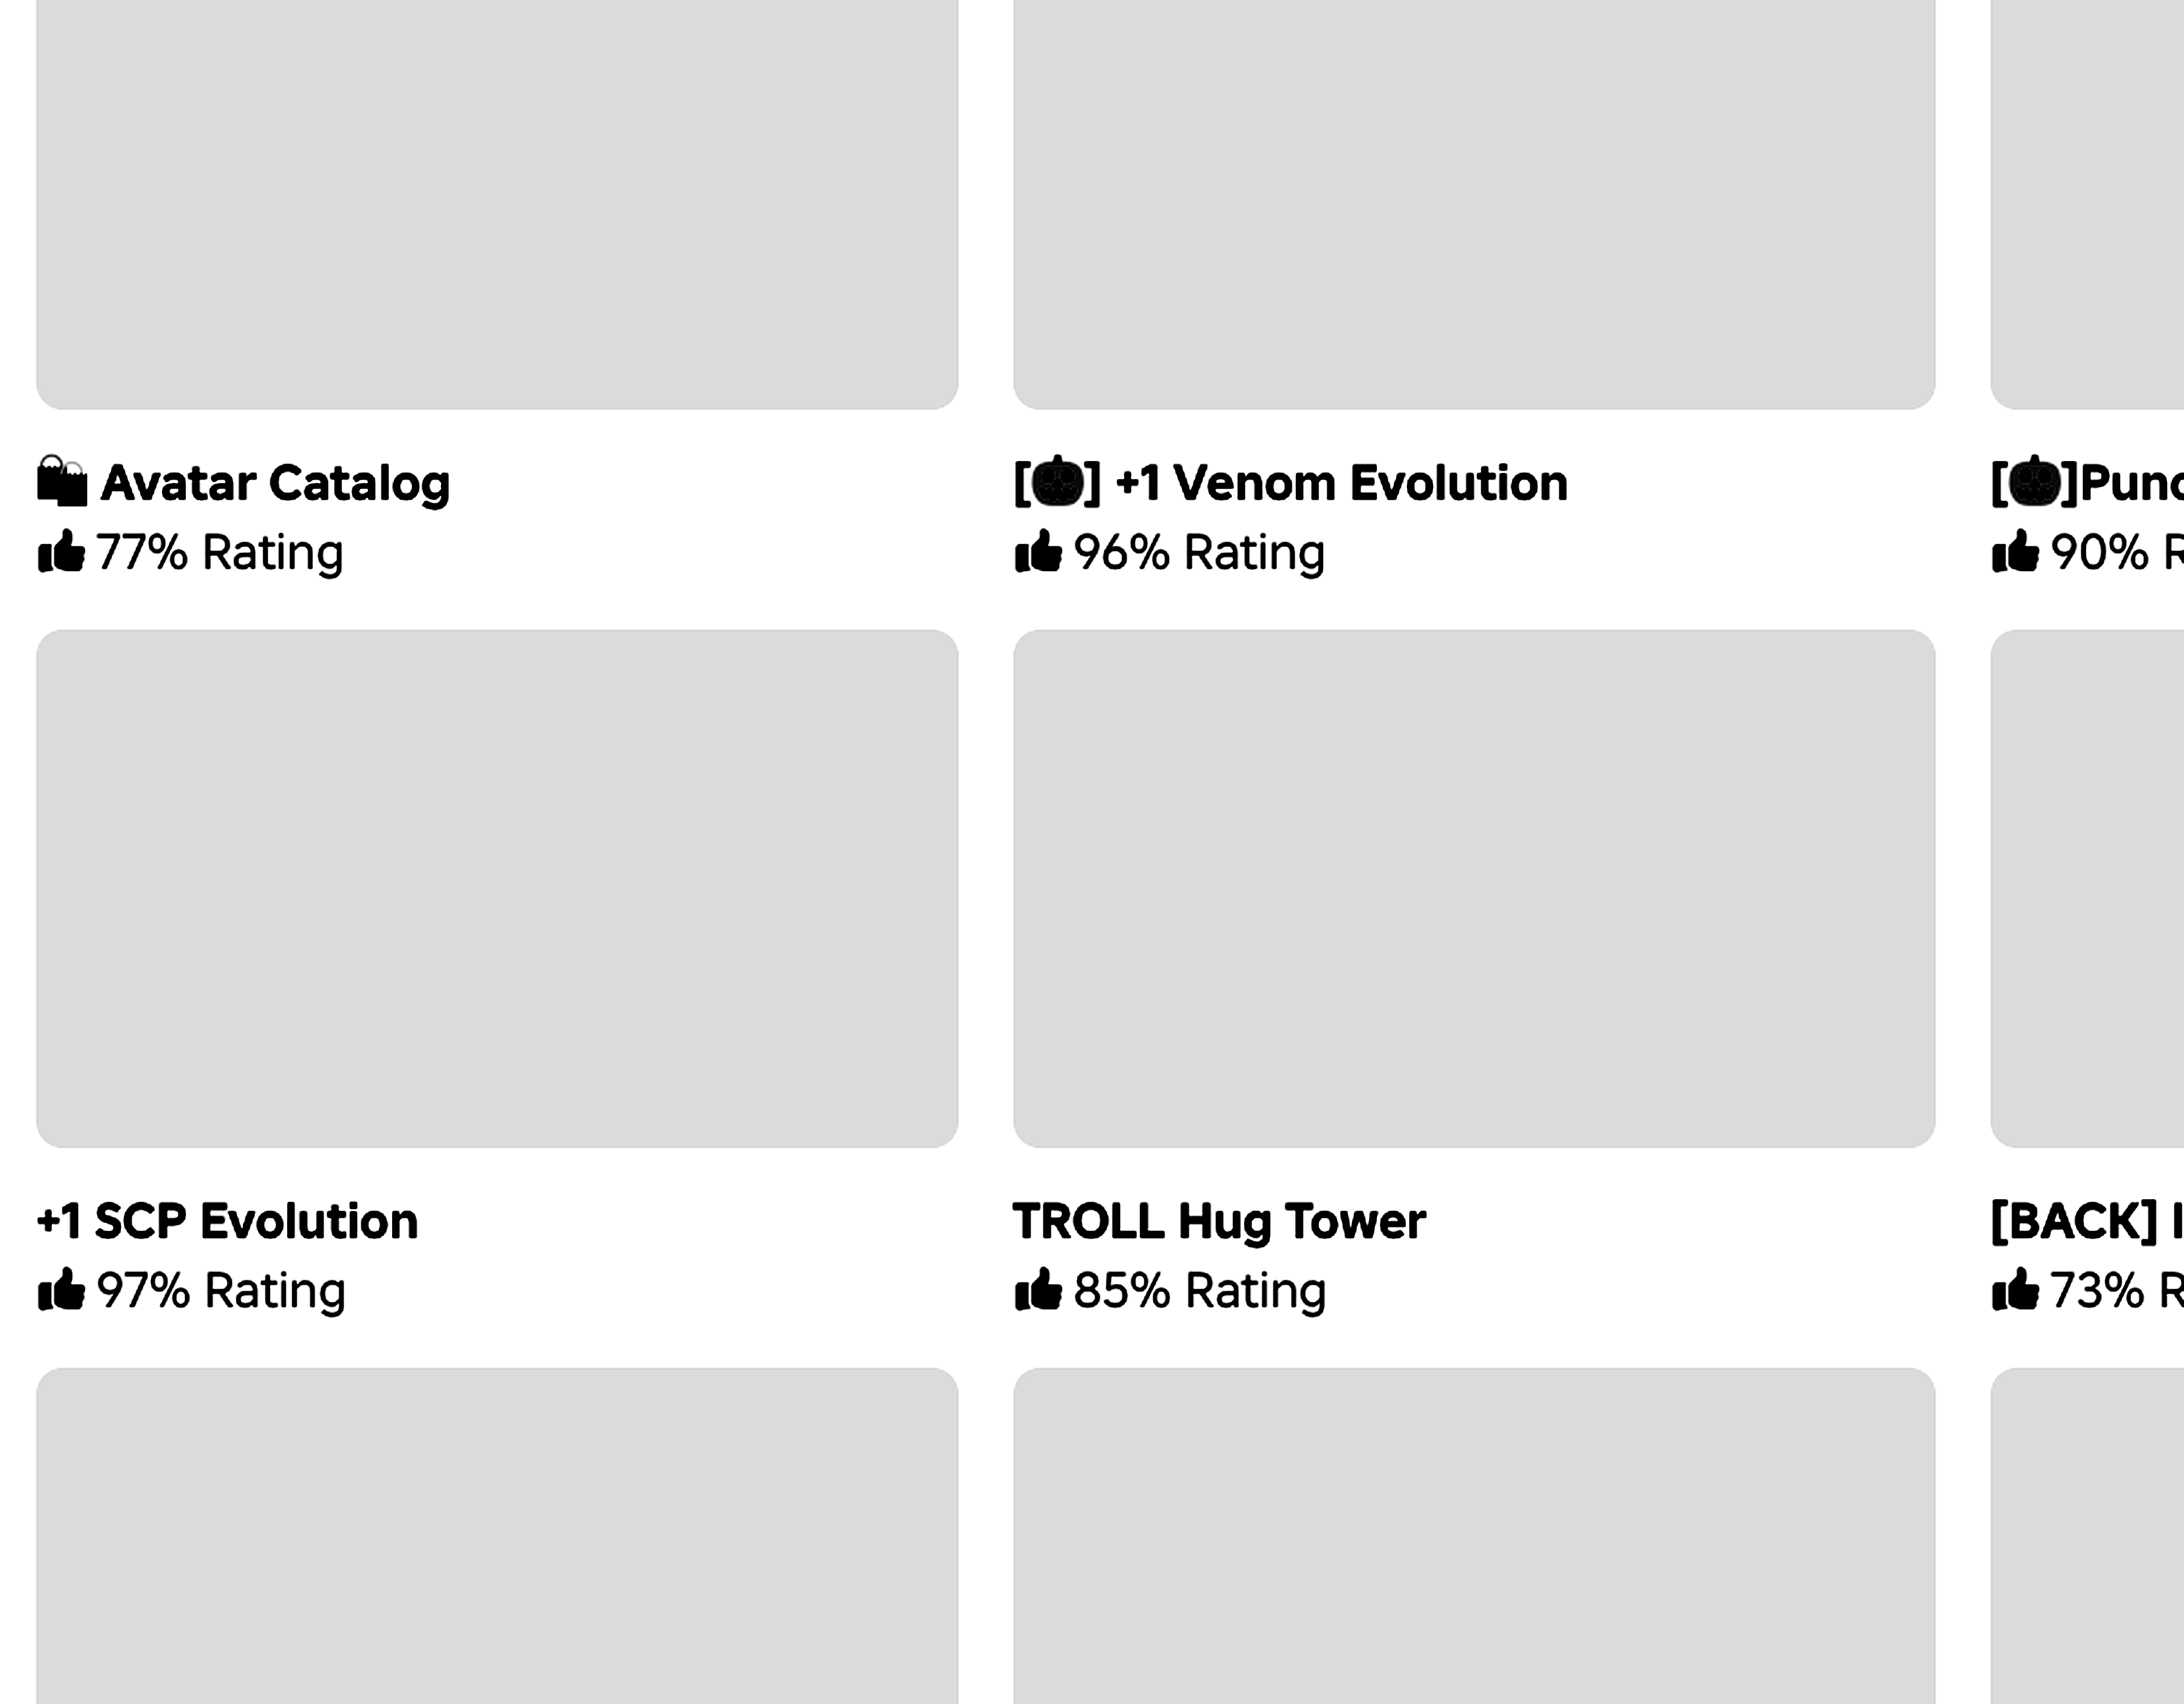 🛍️ Avatar Catalog
77% Rating
[🎃] +1 Venom Evolution
96% Rating
[🎃]
90%
+1 SCP Evolution
97% Rating
TROLL Hug Tower
85% Rating
[BACK]
73%